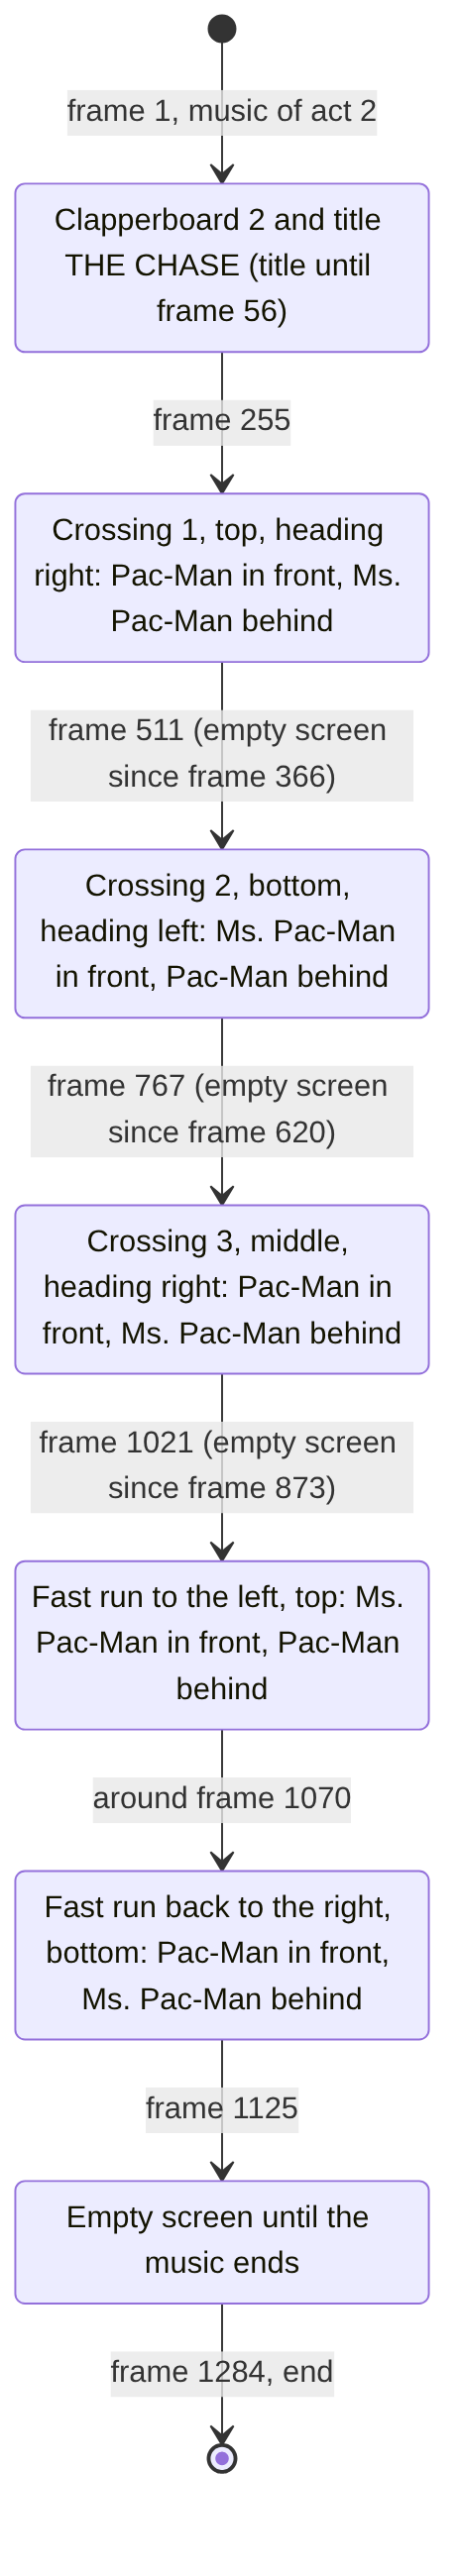 frame 1, music of act 2
Clapperboard 2 and title
THE CHASE (title until
frame 56)
frame 255
Crossing 1, top, heading
right: Pac-Man in front, Ms.
Pac-Man behind
frame 511 (empty screen
since frame 366)
Crossing 2, bottom,
heading left: Ms. Pac-Man
in front, Pac-Man behind
frame 767 (empty screen
since frame 620)
Crossing 3, middle,
heading right: Pac-Man in
front, Ms. Pac-Man behind
frame 1021 (empty screen
since frame 873)
Fast run to the left, top: Ms.
Pac-Man in front, Pac-Man
behind
around frame 1070
Fast run back to the right,
bottom: Pac-Man in front,
Ms. Pac-Man behind
frame 1125
Empty screen until the
music ends
frame 1284, end